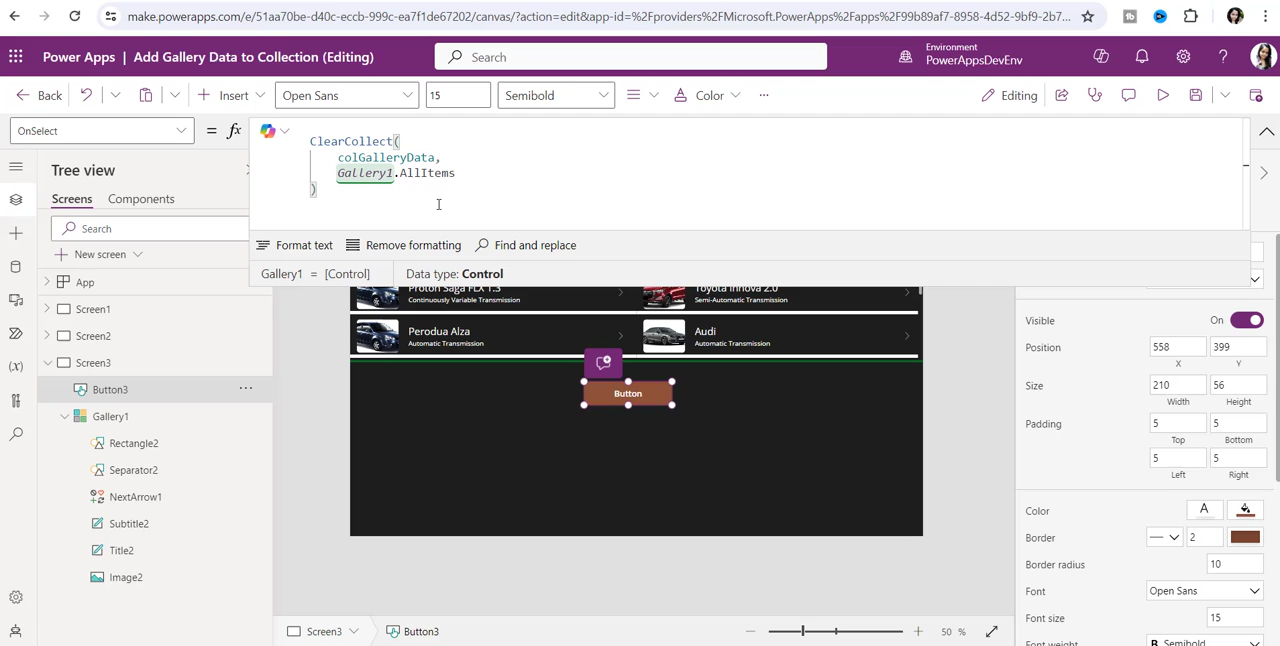 make.powerapps.com/e/51aa70be-d40c-eccb-999c-ea7f1de67202/canvas/?action=edit&app-id=%2Fproviders%2FMicrosoft.PowerApps%2Fapps%2F99b89af7-8958-4d52-9bf9-2b7...
Power Apps | Add Gallery Data to Collection (Editing)
Search
Environment
PowerAppsDevEnv
Back
Insert
Open Sans
15
Semibold
Color
Editing
OnSelect
= fx
ClearCollect(
colGalleryData,
Gallery1.AllItems
)
Format text
Remove formatting
Find and replace
Gallery1 = [Control]
Data type: Control
Tree view
Screens
Components
Search
New screen
App
Screen1
Screen2
Screen3
Button3
Gallery1
Rectangle2
Separator2
NextArrow1
Subtitle2
Title2
Image2
Proton Saga FLX 1.3
Continuously Variable Transmission
Toyota Innova 2.0
Semi-Automatic Transmission
Perodua Alza
Automatic Transmission
Audi
Automatic Transmission
Button
Visible
On
Position
558
399
X
Y
Size
210
56
Width
Height
Padding
5
5
Top
Bottom
5
5
Left
Right
Color
A
Border
2
Border radius
10
Font
Open Sans
Font size
15
Font weight
B Semibold
Screen3
Button3
50 %